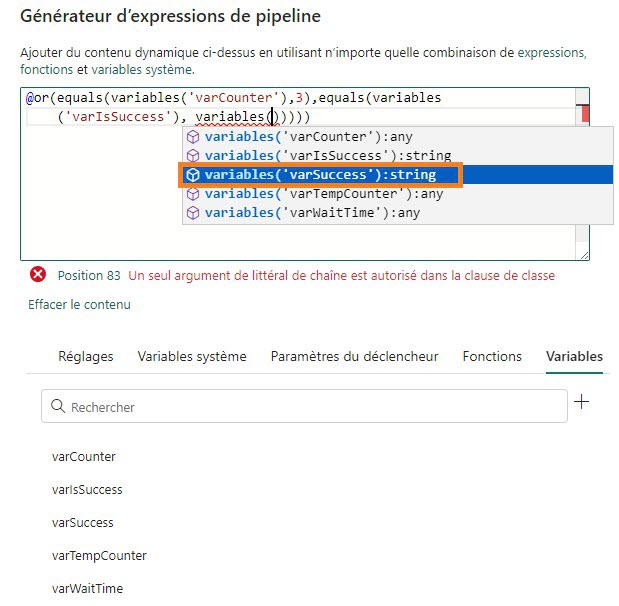 Générateur d’expressions de pipeline
Ajouter du contenu dynamique ci-dessus en utilisant n’importe quelle combinaison de expressions,
fonctions et variables système.
@or(equals(variables('varCounter'),3),equals(variables
('varIsSuccess'), variables()))))
variables('varCounter'):any
variables('varIsSuccess'):string
variables('varSuccess'):string
variables('varTempCounter'):any
variables('varWaitTime'):any
Position 83 Un seul argument de littéral de chaîne est autorisé dans la clause de classe
Effacer le contenu
Réglages Variables système Paramètres du déclencheur Fonctions Variables
Rechercher
varCounter
varIsSuccess
varSuccess
varTempCounter
varWaitTime